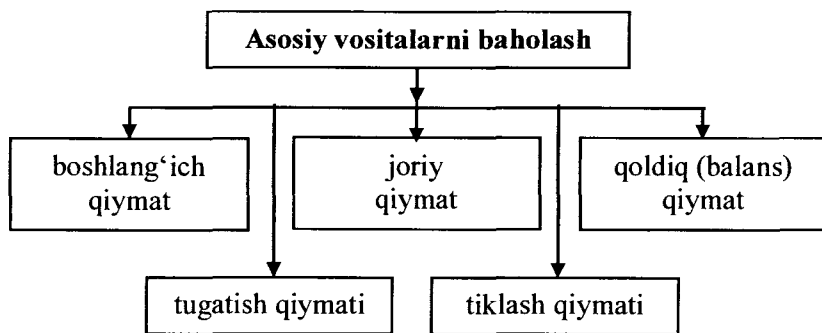 Asosiy vositalarni baholash
boshlang‘ich
qiymat
joriy
qiymat
qoldiq (balans)
qiymat
tugatish qiymati
tiklash qiymati